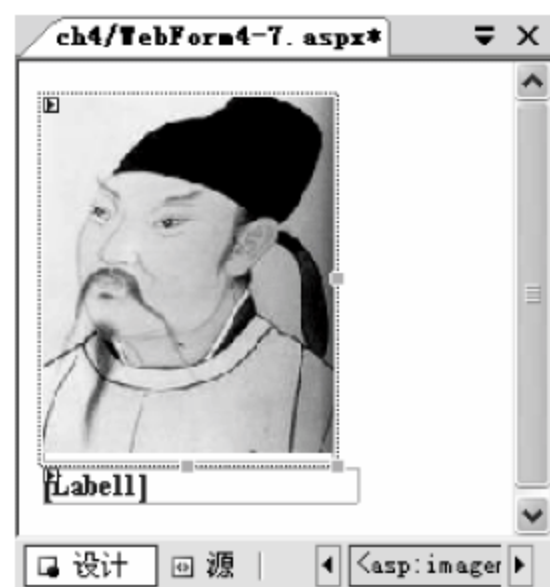 ch4/WebForm4-7.aspx*
[Label1]
设计 源 <asp:imager